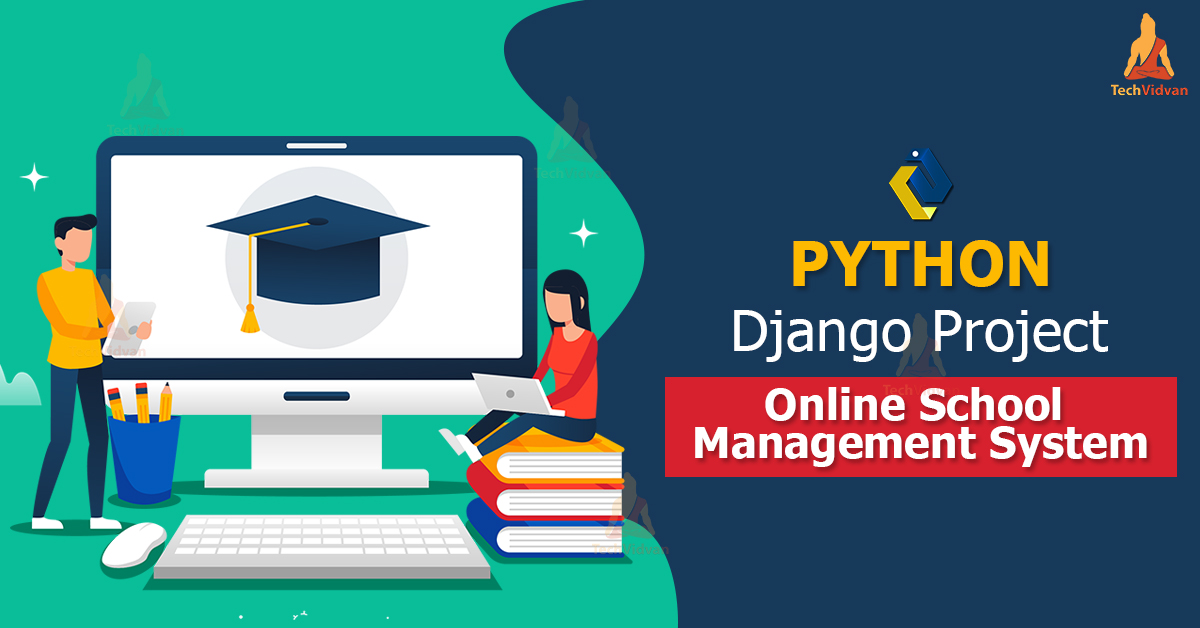 TechVidvan
PYTHON
Django Project
Online School
Management System